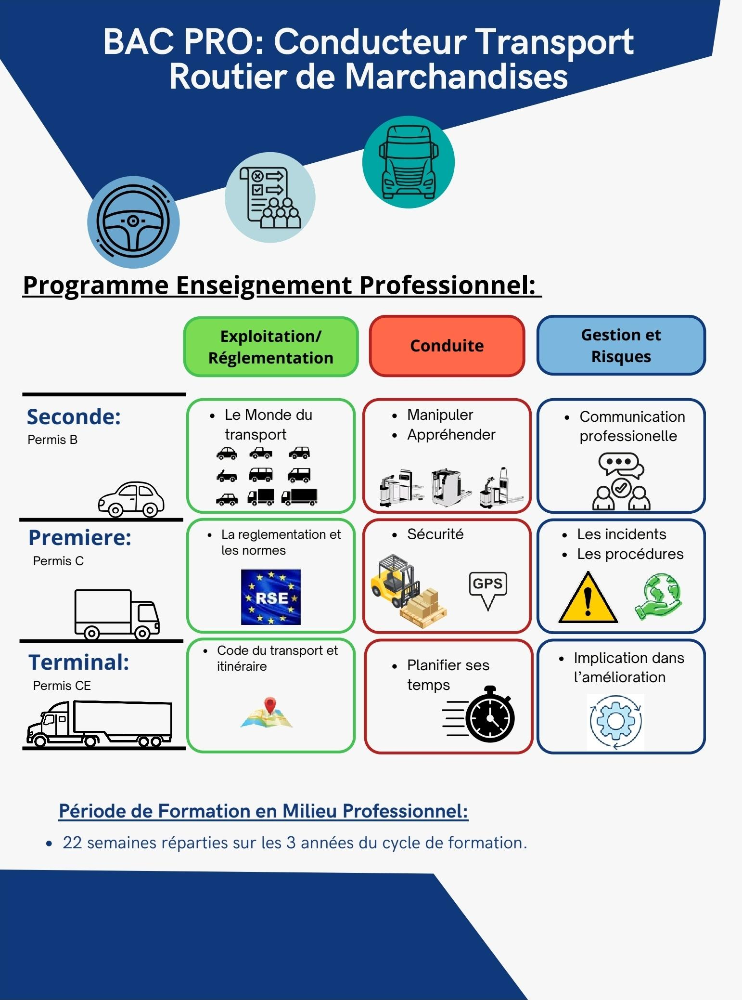 BAC PRO: Conducteur Transport
Routier de Marchandises
Programme Enseignement Professionnel:
Exploitation/
Réglementation
Conduite
Gestion et
Risques
Seconde:
Permis B
• Le Monde du
transport
• Manipuler
• Appréhender
• Communication
professionelle
Premiere:
Permis C
• La reglementation et
les normes
RSE
• Sécurité
GPS
• Les incidents
• Les procédures
Terminal:
Permis CE
• Code du transport et
itinéraire
• Planifier ses
temps
• Implication dans
l’amélioration
Période de Formation en Milieu Professionnel:
• 22 semaines réparties sur les 3 années du cycle de formation.